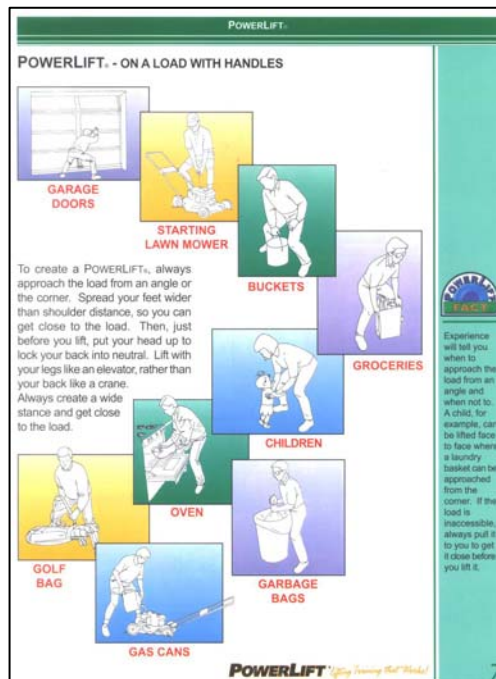 POWERLIFT®
POWERLIFT® - ON A LOAD WITH HANDLES
GARAGE
DOORS
STARTING
LAWN MOWER
BUCKETS
GROCERIES
To create a POWERLIFT®, always
approach the load from an angle or
the corner. Spread your feet wider
than shoulder distance, so you can
get close to the load. Then, just
before you lift, put your head up to
lock your back into neutral. Lift with
your legs like an elevator, rather than
your back like a crane.
Always create a wide
stance and get close
to the load.
CHILDREN
OVEN
GOLF
BAG
GARBAGE
BAGS
GAS CANS
POWERLIFT
FACT
Experience
will tell you
when to
approach the
load from an
angle and
when not to.
A child, for
example, can
be lifted face
to face where
a laundry
basket can be
approached
from the
corner. If the
load is
inaccessible,
always pull it
to you to get
it close before
you lift it.
POWERLIFT® Lifting Training that Works!